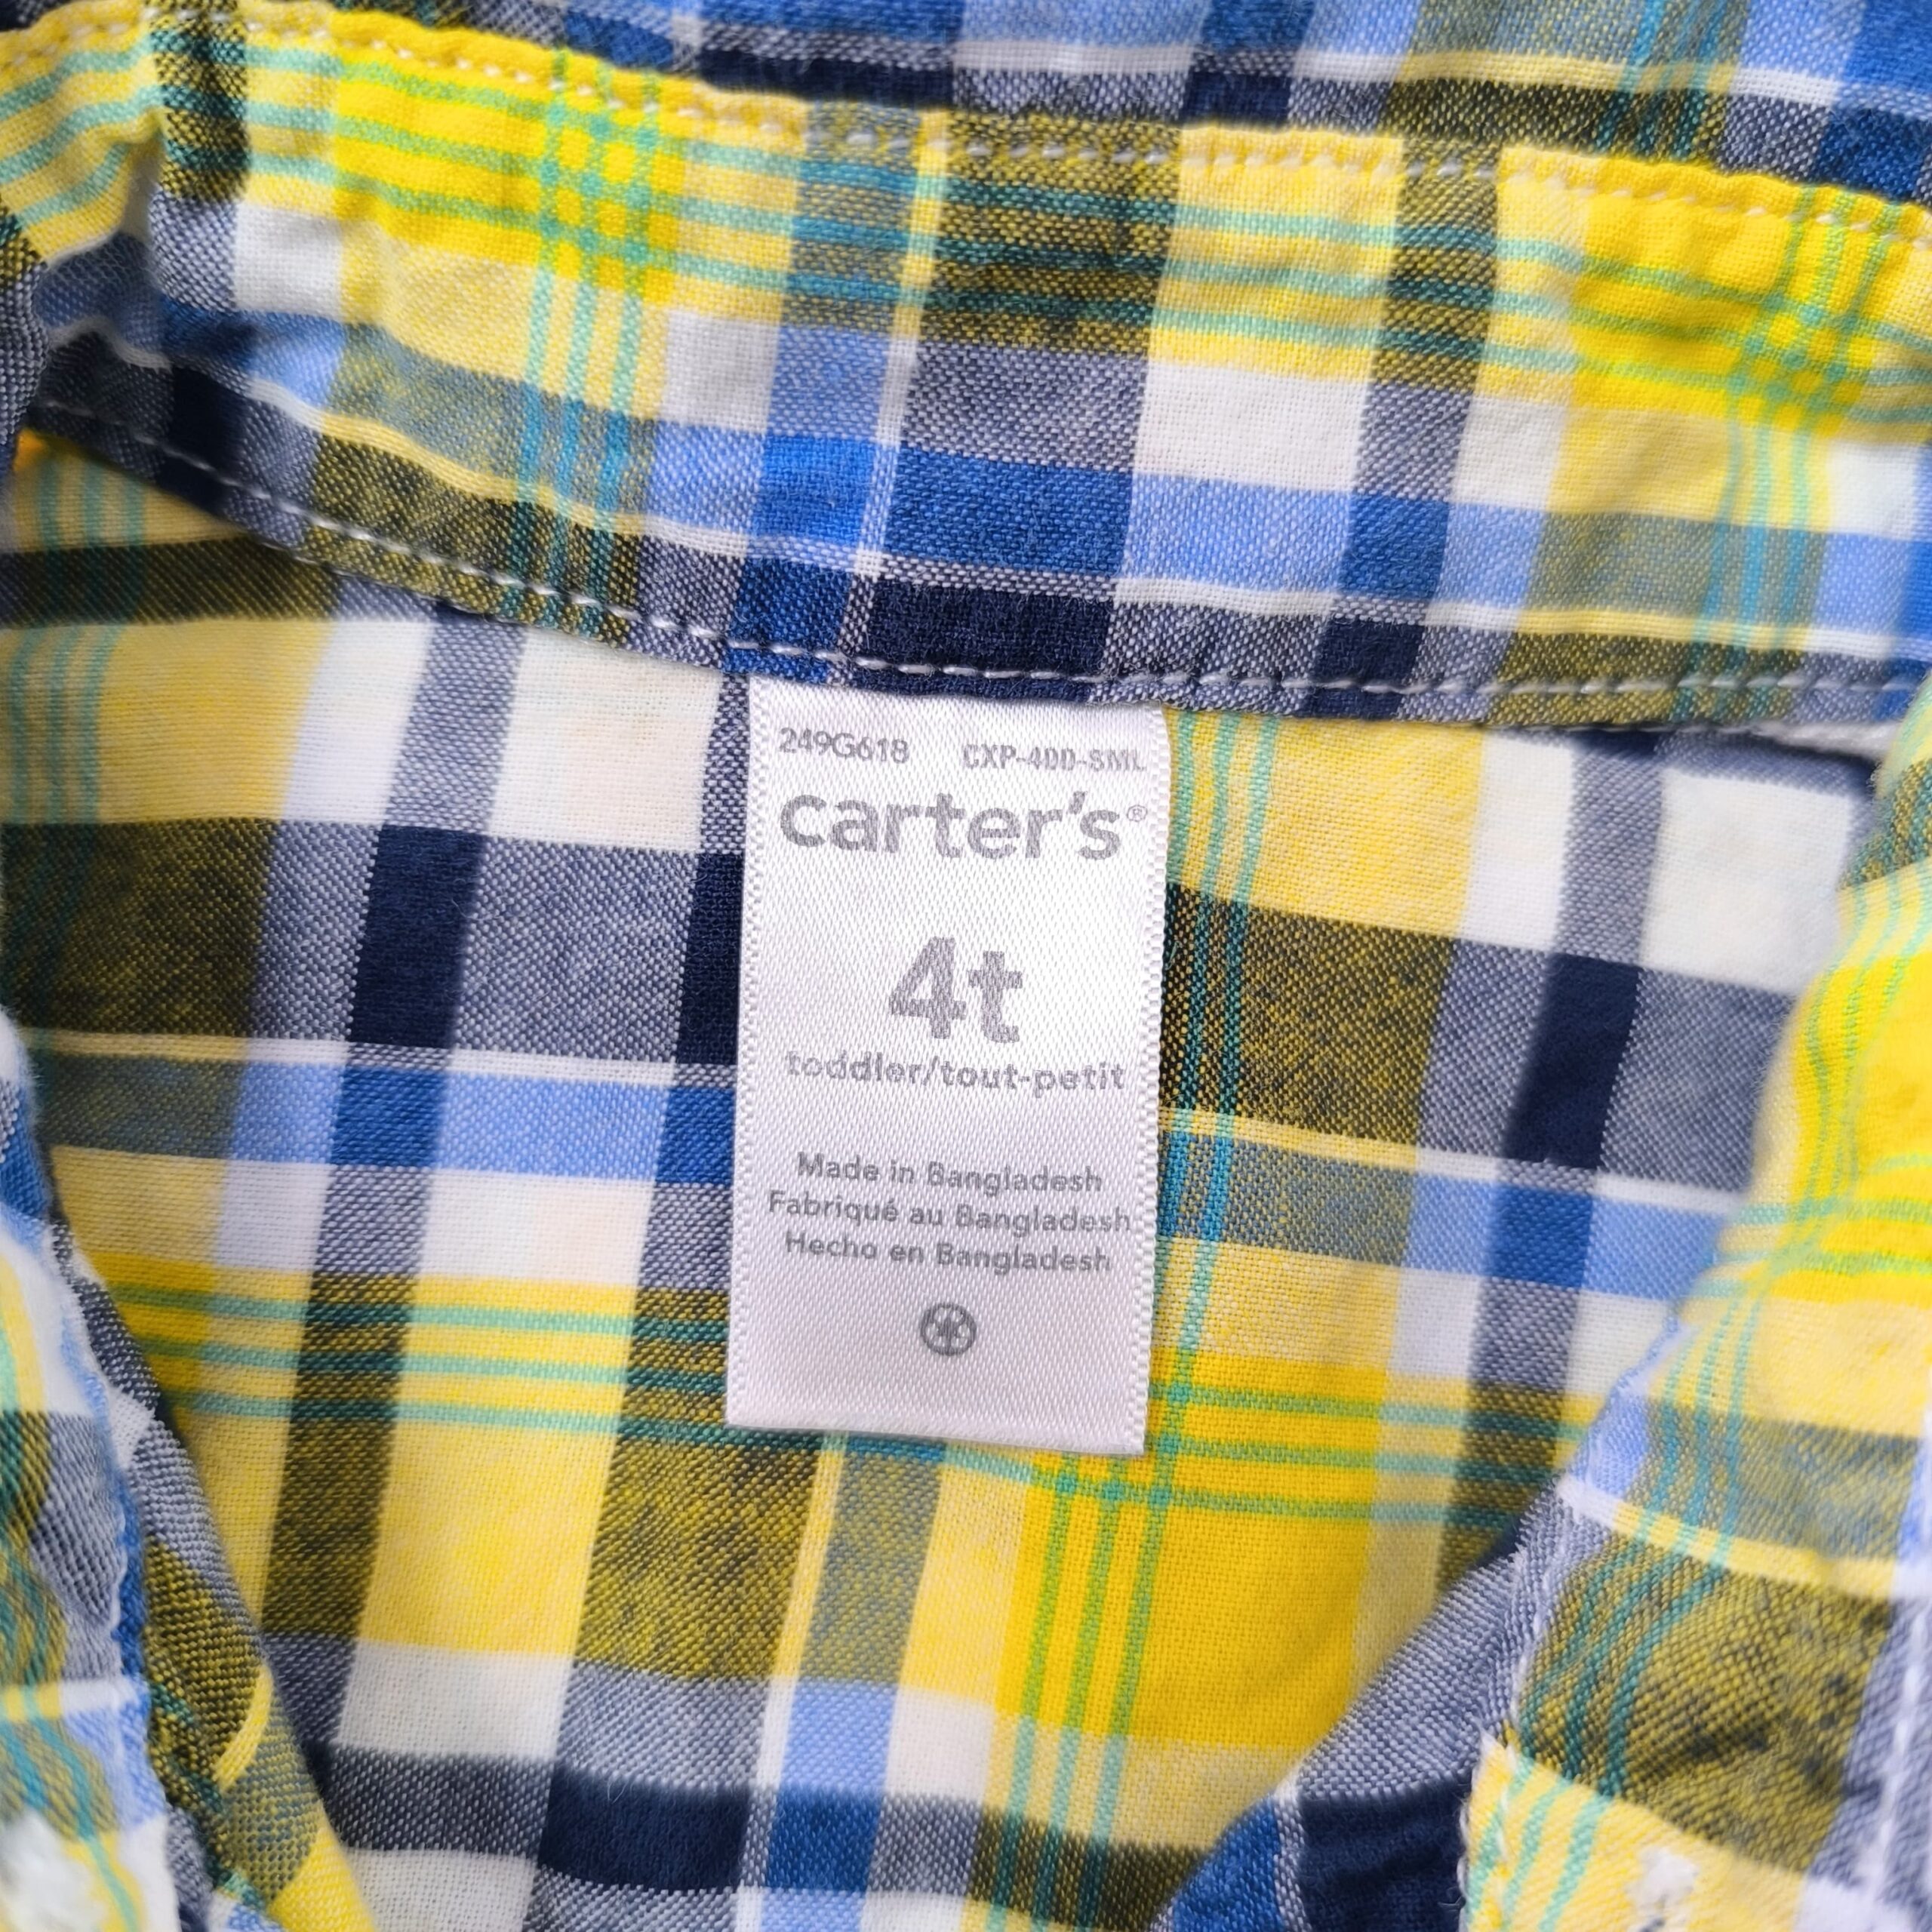 249G618 CXP-4DD-SML
carter's®
4t
toddler/tout-petit
Made in Bangladesh
Fabriqué au Bangladesh
Hecho en Bangladesh